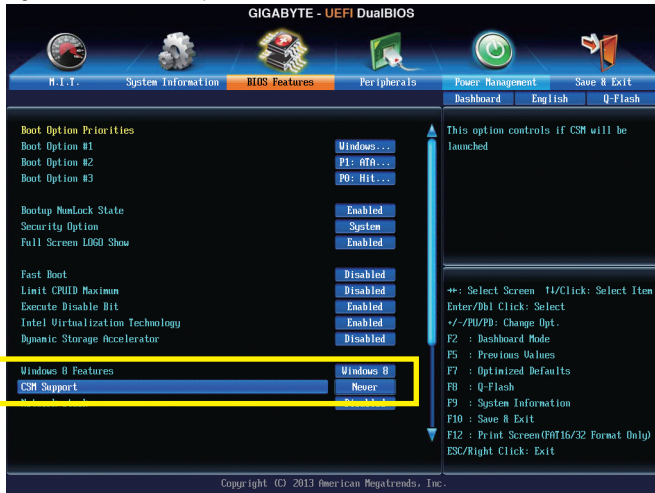 GIGABYTE - UEFI DualBIOS
M.I.T. System Information BIOS Features Peripherals Power Management Save & Exit
Dashboard English Q-Flash
Boot Option Priorities
Boot Option #1 Windows...
Boot Option #2 P1: ATA...
Boot Option #3 P0: Hit...
Bootup NumLock State Enabled
Security Option System
Full Screen LOGO Show Enabled
Fast Boot Disabled
Limit CPUID Maximum Disabled
Execute Disable Bit Enabled
Intel Virtualization Technology Enabled
Dynamic Storage Accelerator Disabled
Windows 8 Features Windows 8
CSM Support Never
This option controls if CSM will be
launched
→←: Select Screen ↑↓/Click: Select Item
Enter/Dbl Click: Select
+/-/PU/PD: Change Opt.
F2 : Dashboard Mode
F5 : Previous Values
F7 : Optimized Defaults
F8 : Q-Flash
F9 : System Information
F10 : Save & Exit
F12 : Print Screen(FAT16/32 Format Only)
ESC/Right Click: Exit
Copyright (C) 2013 American Megatrends, Inc.